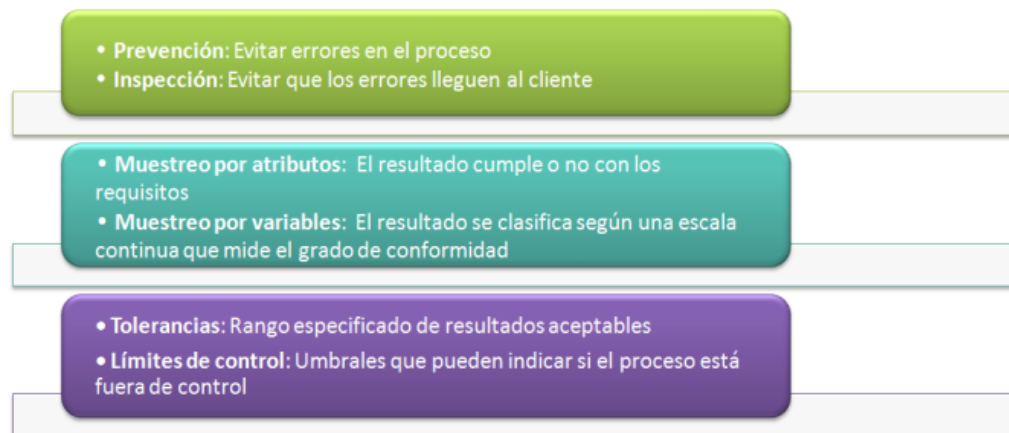 • Prevención: Evitar errores en el proceso
• Inspección: Evitar que los errores lleguen al cliente
• Muestreo por atributos: El resultado cumple o no con los
requisitos
• Muestreo por variables: El resultado se clasifica según una escala
continua que mide el grado de conformidad
• Tolerancias: Rango especificado de resultados aceptables
• Límites de control: Umbrales que pueden indicar si el proceso está
fuera de control